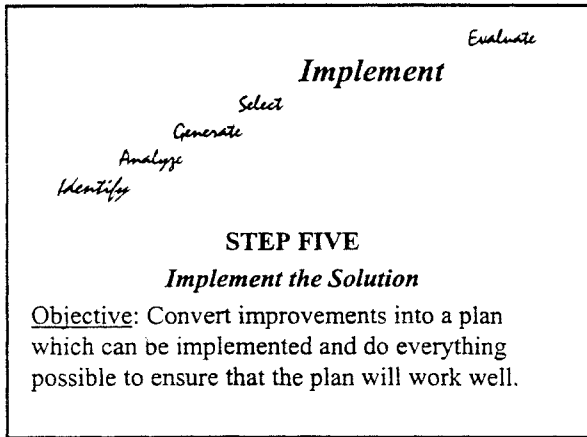 Evaluate
Implement
Select
Generate
Analyze
Identify
STEP FIVE
Implement the Solution
Objective: Convert improvements into a plan
which can be implemented and do everything
possible to ensure that the plan will work well.